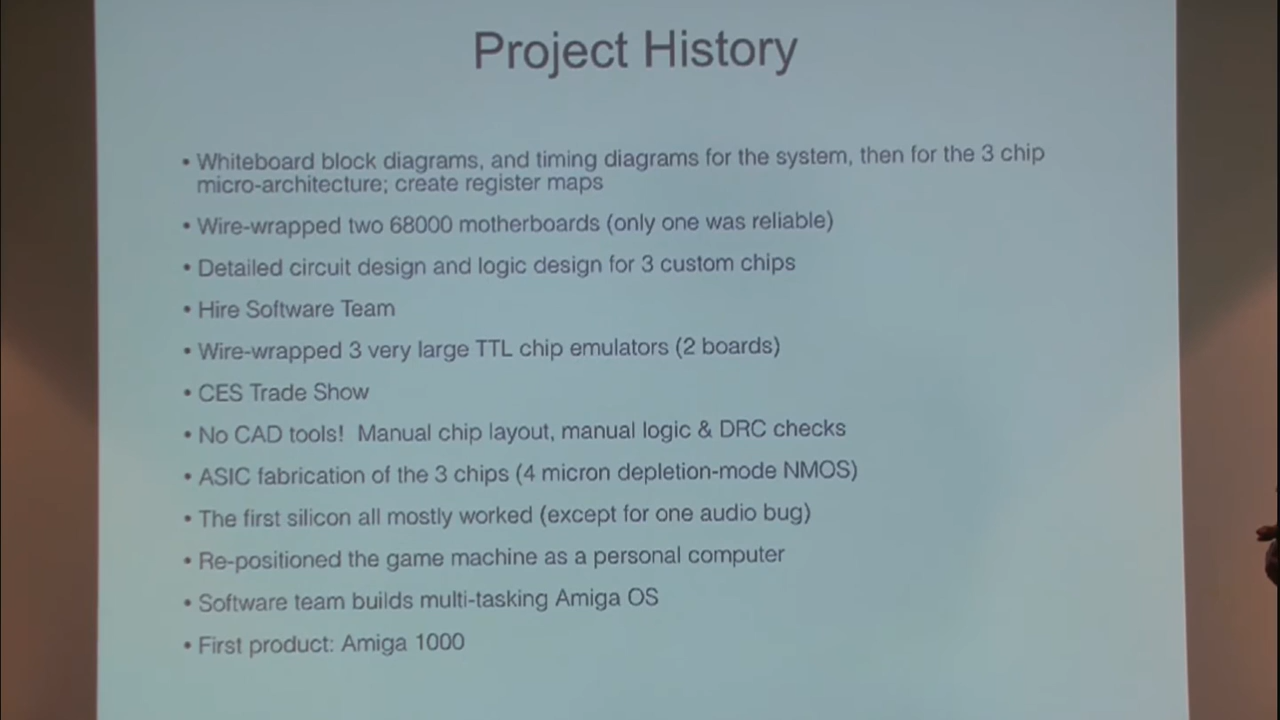 Project History
• Whiteboard block diagrams, and timing diagrams for the system, then for the 3 chip
micro-architecture; create register maps
• Wire-wrapped two 68000 motherboards (only one was reliable)
• Detailed circuit design and logic design for 3 custom chips
• Hire Software Team
• Wire-wrapped 3 very large TTL chip emulators (2 boards)
• CES Trade Show
• No CAD tools! Manual chip layout, manual logic & DRC checks
• ASIC fabrication of the 3 chips (4 micron depletion-mode NMOS)
• The first silicon all mostly worked (except for one audio bug)
• Re-positioned the game machine as a personal computer
• Software team builds multi-tasking Amiga OS
• First product: Amiga 1000